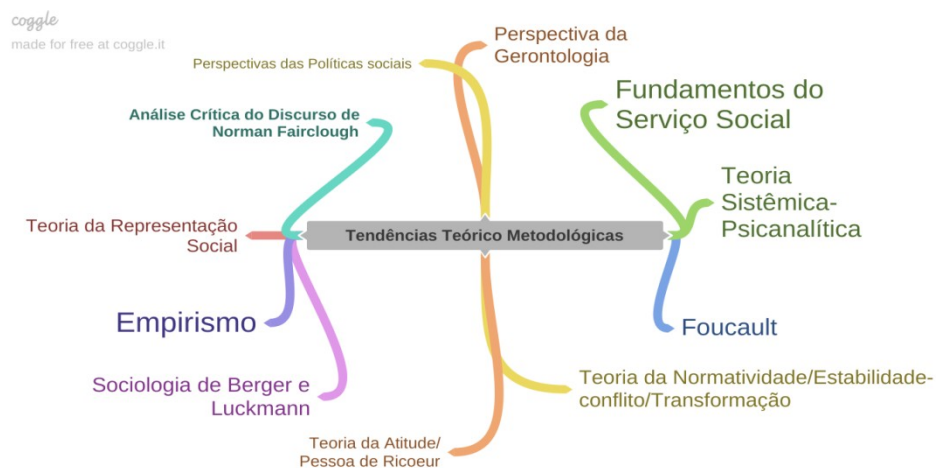 coggle
made for free at coggle.it
Perspectiva da
Gerontologia
Perspectivas das Políticas sociais
Fundamentos do
Serviço Social
Análise Crítica do Discurso de
Norman Fairclough
Teoria
Sistêmica-
Psicanalítica
Teoria da Representação
Social
Tendências Teórico Metodológicas
Empirismo
Foucault
Sociologia de Berger e
Luckmann
Teoria da Normatividade/Estabilidade-
conflito/Transformação
Teoria da Atitude/
Pessoa de Ricoeur